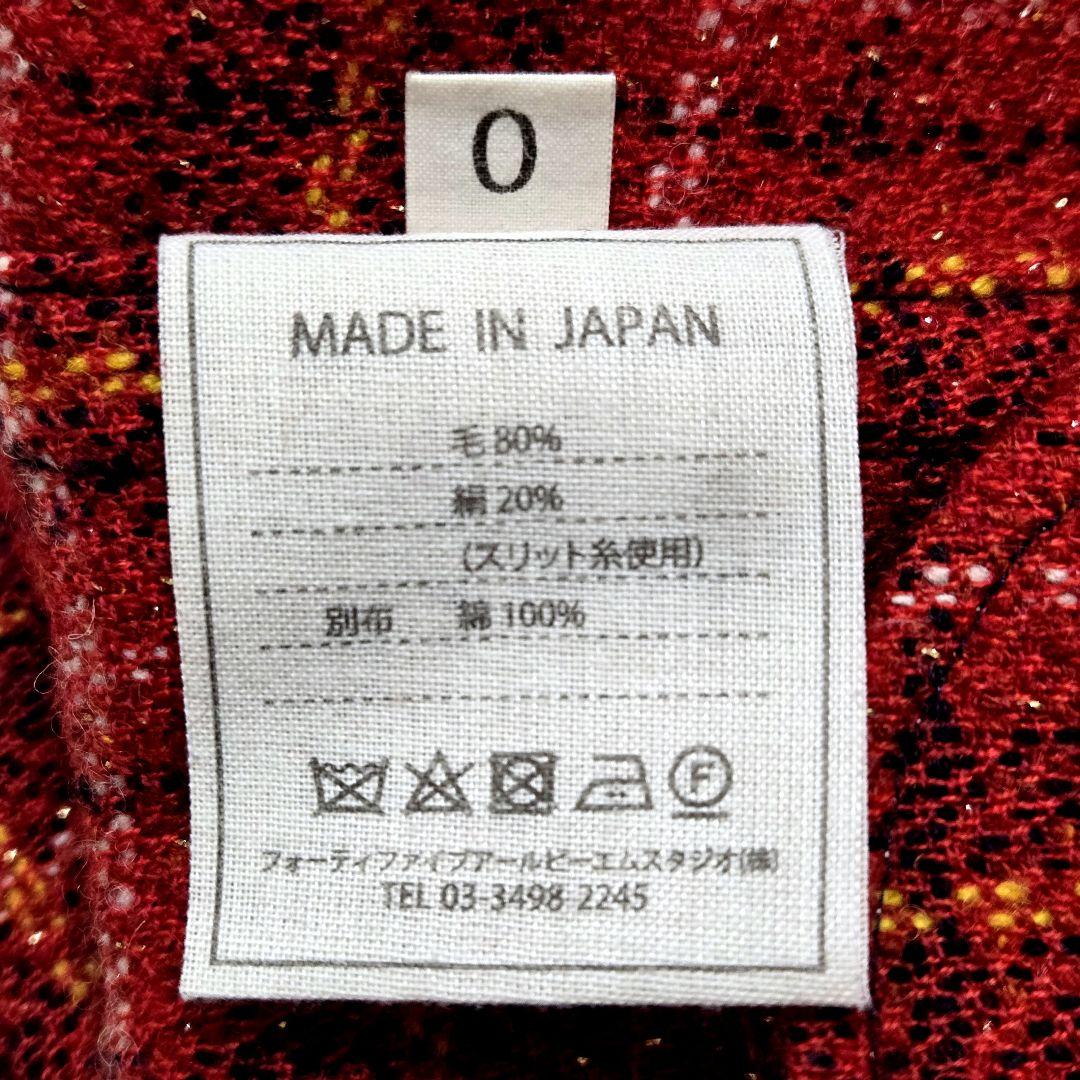 0
MADE IN JAPAN
毛 80%
絹 20%
(スリット糸使用)
別布 綿 100%
F
フォーティファイブアールピーエムスタジオ(株)
TEL 03-3498 2245